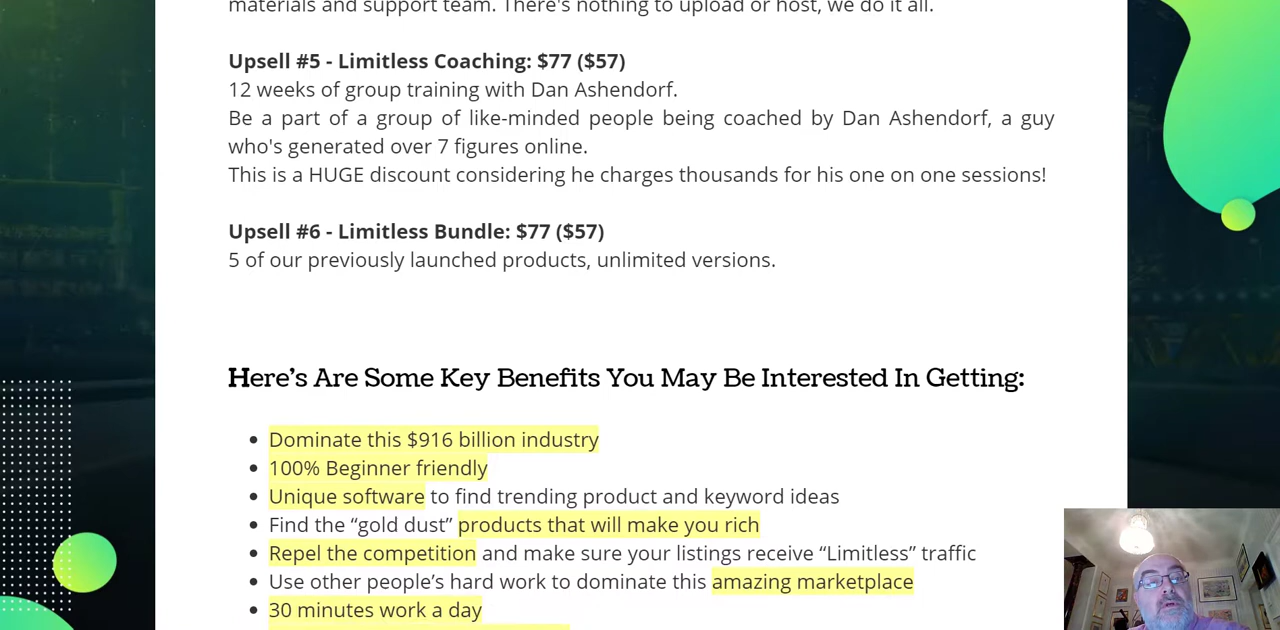 materials and support team. There's nothing to upload or host, we do it all.
Upsell #5 - Limitless Coaching: $77 ($57)
12 weeks of group training with Dan Ashendorf.
Be a part of a group of like-minded people being coached by Dan Ashendorf, a guy
who's generated over 7 figures online.
This is a HUGE discount considering he charges thousands for his one on one sessions!
Upsell #6 - Limitless Bundle: $77 ($57)
5 of our previously launched products, unlimited versions.
Here’s Are Some Key Benefits You May Be Interested In Getting:
Dominate this $916 billion industry
100% Beginner friendly
Unique software to find trending product and keyword ideas
Find the “gold dust” products that will make you rich
Repel the competition and make sure your listings receive “Limitless” traffic
Use other people’s hard work to dominate this amazing marketplace
30 minutes work a day